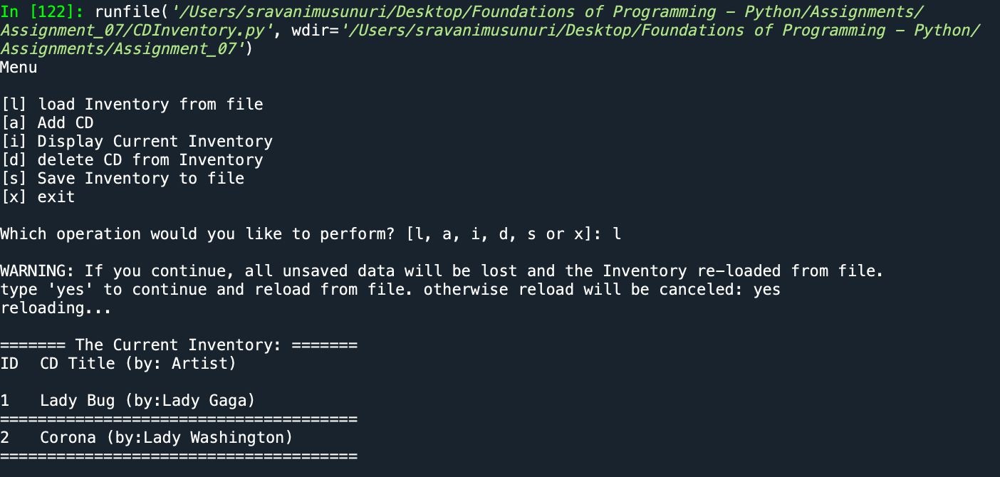 In [122]: runfile('/Users/sravanimusunuri/Desktop/Foundations of Programming – Python/Assignments/
Assignment_07/CDInventory.py', wdir='/Users/sravanimusunuri/Desktop/Foundations of Programming – Python/
Assignments/Assignment_07')
Menu
[l] load Inventory from file
[a] Add CD
[i] Display Current Inventory
[d] delete CD from Inventory
[s] Save Inventory to file
[x] exit
Which operation would you like to perform? [l, a, i, d, s or x]: l
WARNING: If you continue, all unsaved data will be lost and the Inventory re-loaded from file.
type 'yes' to continue and reload from file. otherwise reload will be canceled: yes
reloading...
======= The Current Inventory: =======
ID  CD Title (by: Artist)
1   Lady Bug (by:Lady Gaga)
======================================
2   Corona (by:Lady Washington)
======================================